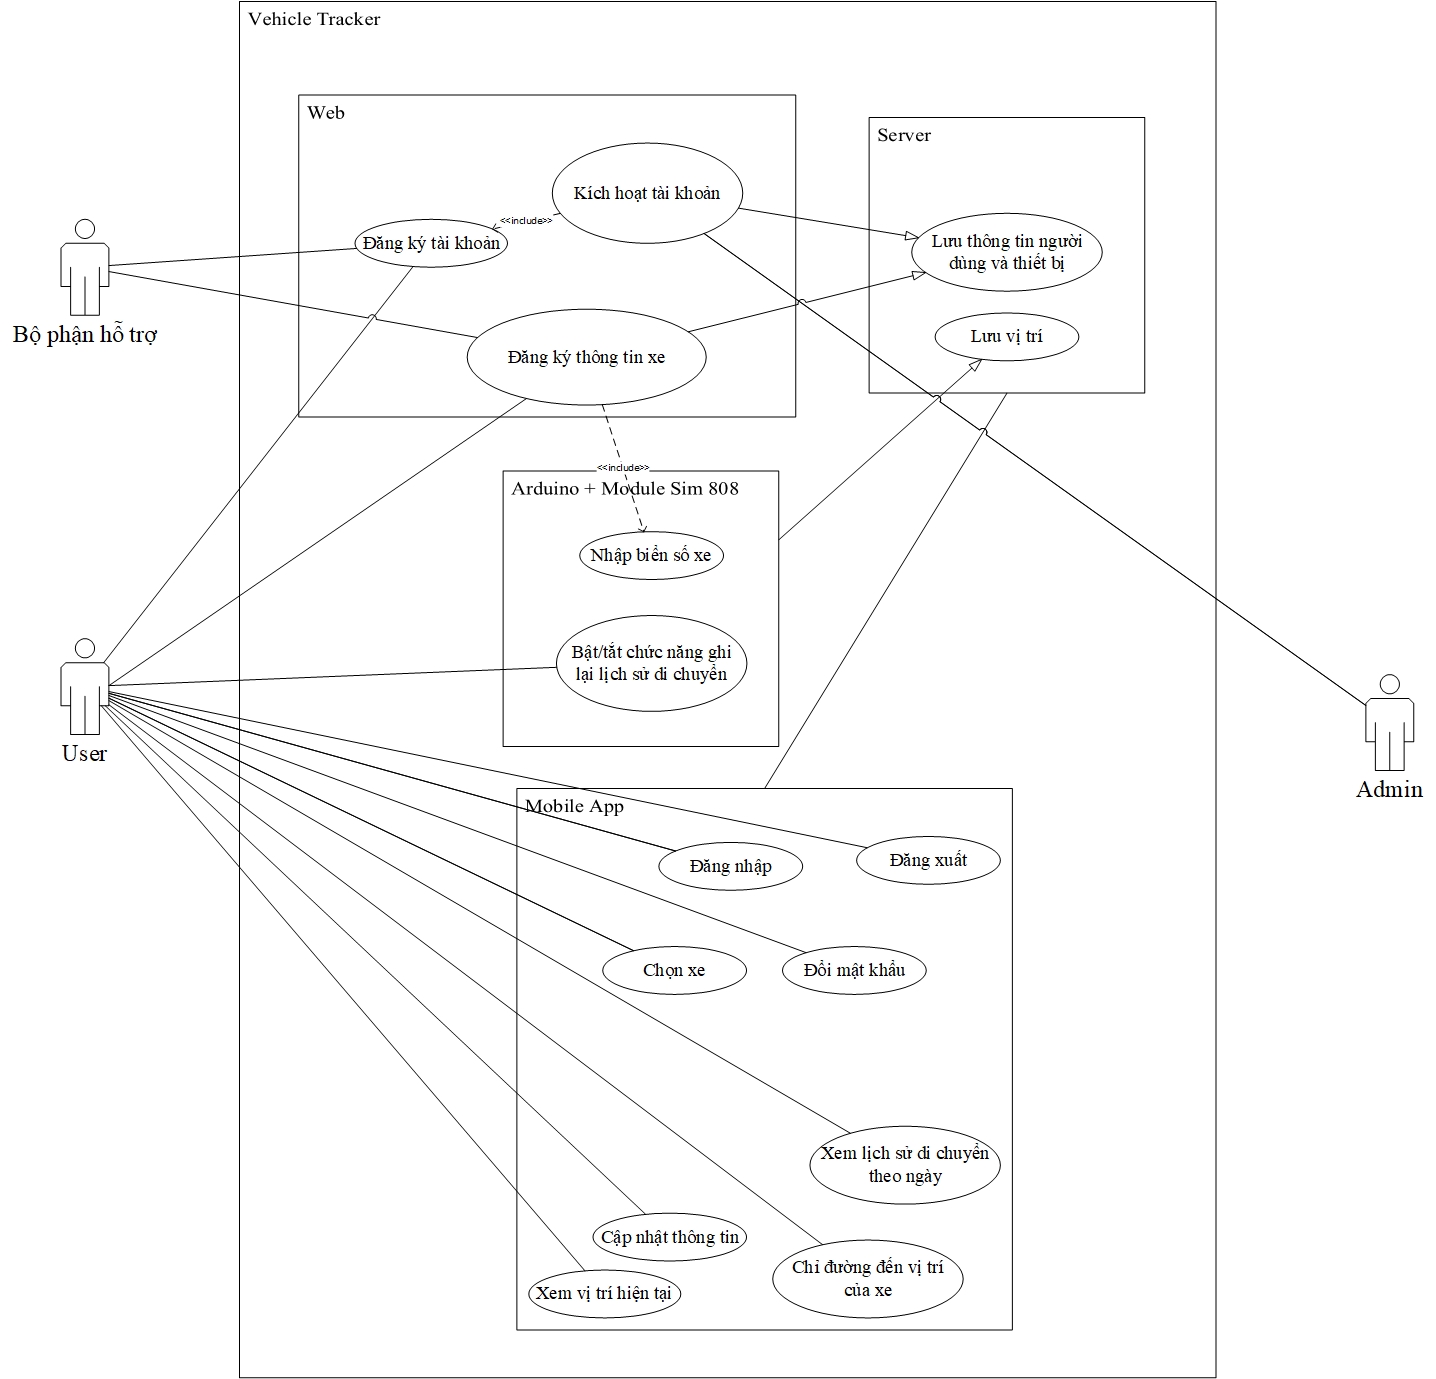 Vehicle Tracker
Web
Server
Kích hoạt tài khoản
<<include>>
Đăng ký tài khoản
Lưu thông tin người
dùng và thiết bị
Bộ phận hỗ trợ
Lưu vị trí
Đăng ký thông tin xe
<<include>>
Arduino + Module Sim 808
Nhập biển số xe
Bật/tắt chức năng ghi
lại lịch sử di chuyển
User
Admin
Mobile App
Đăng nhập
Đăng xuất
Chọn xe
Đổi mật khẩu
Xem lịch sử di chuyển
theo ngày
Cập nhật thông tin
Chỉ đường đến vị trí
của xe
Xem vị trí hiện tại